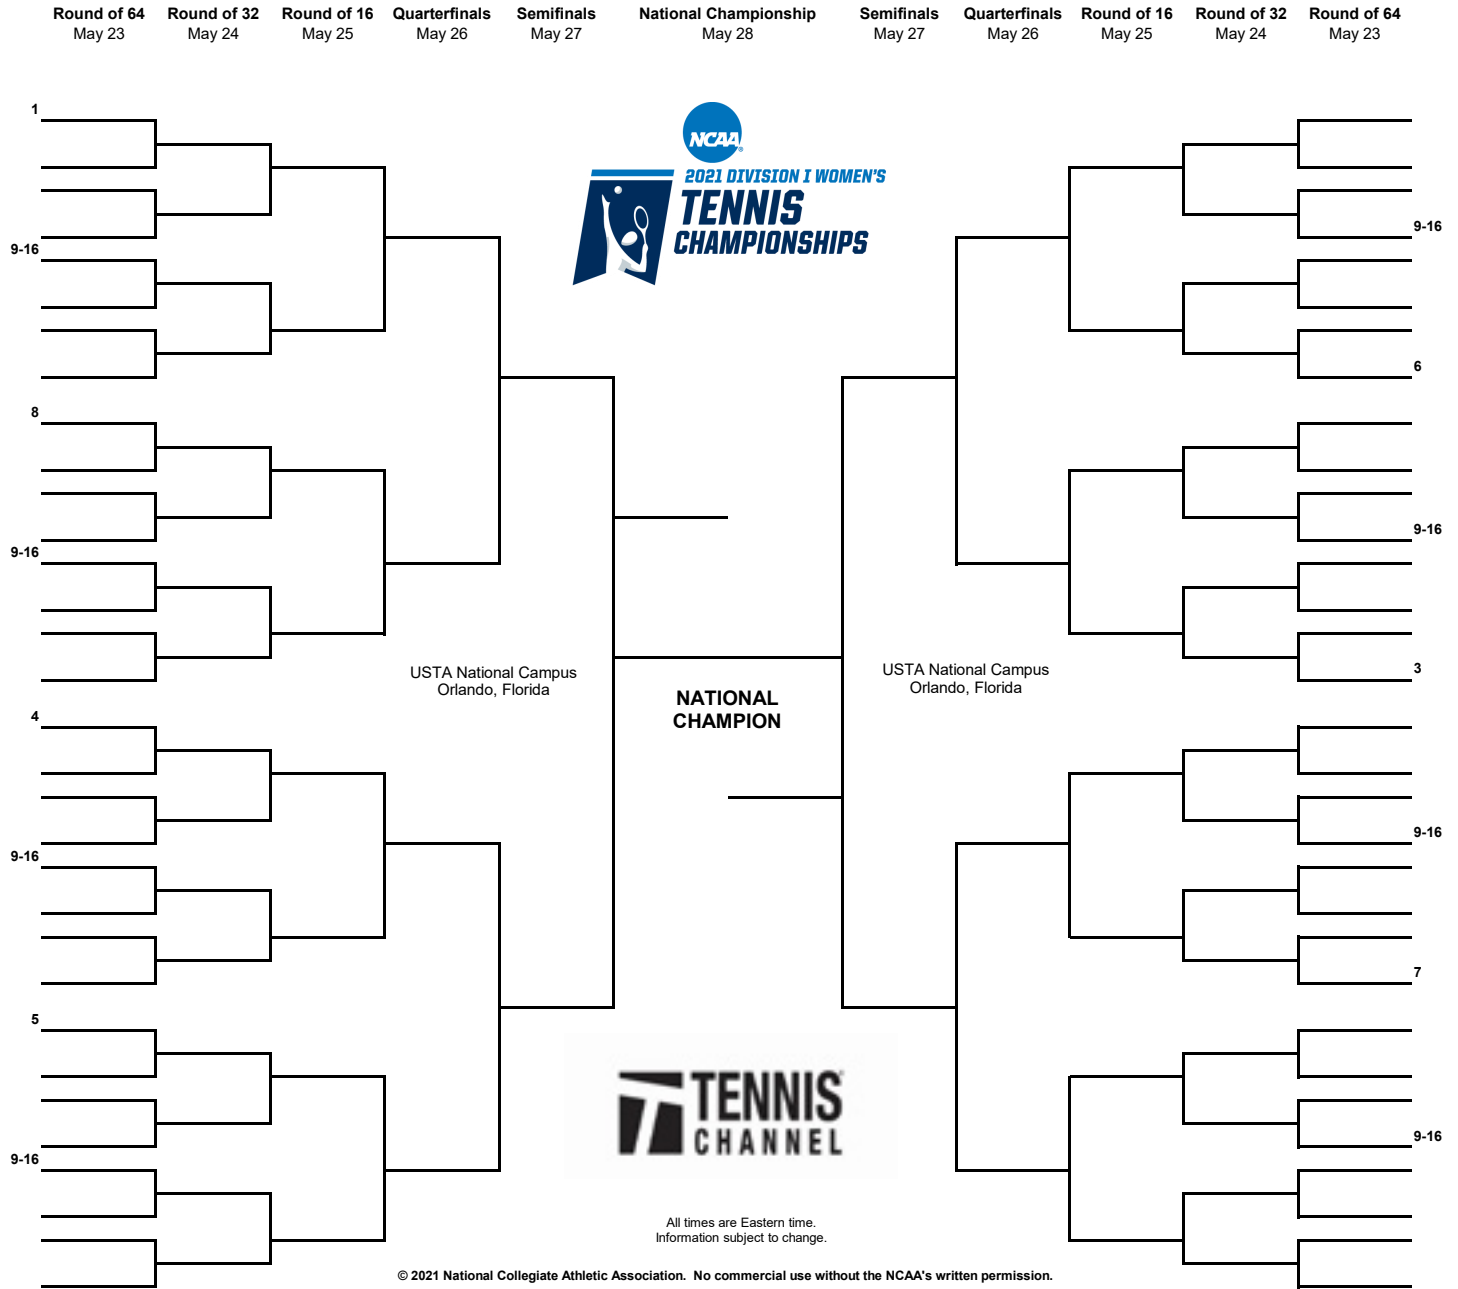 Round of 64 Round of 32 Round of 16 Quarterfinals Semifinals National Championship Semifinals Quarterfinals Round of 16 Round of 32 Round of 64
May 23 May 24 May 25 May 26 May 27 May 28 May 27 May 26 May 25 May 24 May 23
1
NCAA®
2021 DIVISION I WOMEN'S
TENNIS
CHAMPIONSHIPS
9-16
9-16
6
8
9-16
9-16
3
USTA National Campus
Orlando, Florida
USTA National Campus
Orlando, Florida
NATIONAL
CHAMPION
4
9-16
9-16
7
5
TENNIS
CHANNEL
9-16
9-16
All times are Eastern time.
Information subject to change.
© 2021 National Collegiate Athletic Association. No commercial use without the NCAA's written permission.